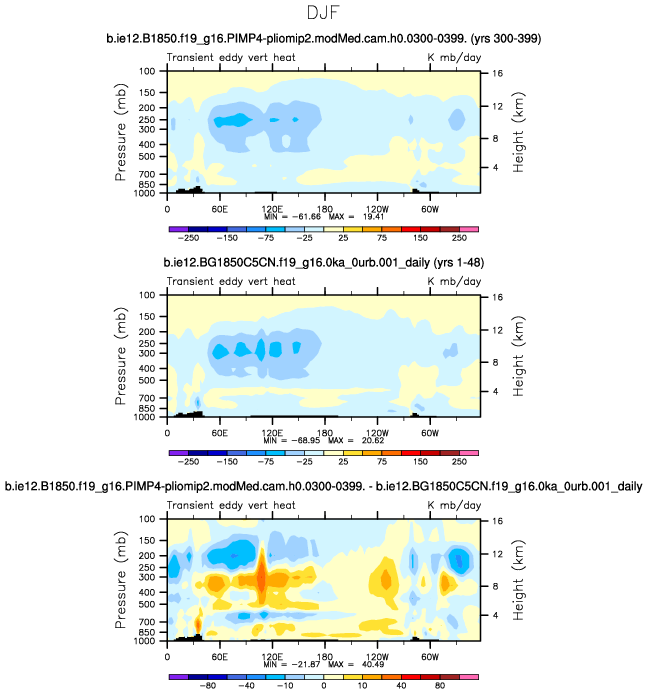 DJF
b.ie12.B1850.f19_g16.PIMP4-pliomip2.modMed.cam.h0.0300-0399. (yrs 300-399)
Transient eddy vert heat K mb/day
Pressure (mb)
100
200
250
300
400
500
700
850
1000
16
12
8
4
Height (km)
0 60E 120E 180 120W 60W
MIN = -61.66 MAX = 19.41
-250 -150 -75 -25 25 75 150 250
b.ie12.BG1850C5CN.f19_g16.0ka_0urb.001_daily (yrs 1-48)
Transient eddy vert heat K mb/day
Pressure (mb)
100
200
250
300
400
500
700
850
1000
16
12
8
4
Height (km)
0 60E 120E 180 120W 60W
MIN = -68.95 MAX = 20.62
-250 -150 -75 -25 25 75 150 250
b.ie12.B1850.f19_g16.PIMP4-pliomip2.modMed.cam.h0.0300-0399. - b.ie12.BG1850C5CN.f19_g16.0ka_0urb.001_daily
Transient eddy vert heat K mb/day
Pressure (mb)
100
200
250
300
400
500
700
850
1000
16
12
8
4
Height (km)
0 60E 120E 180 120W 60W
MIN = -21.87 MAX = 40.49
-80 -40 -10 0 10 40 80